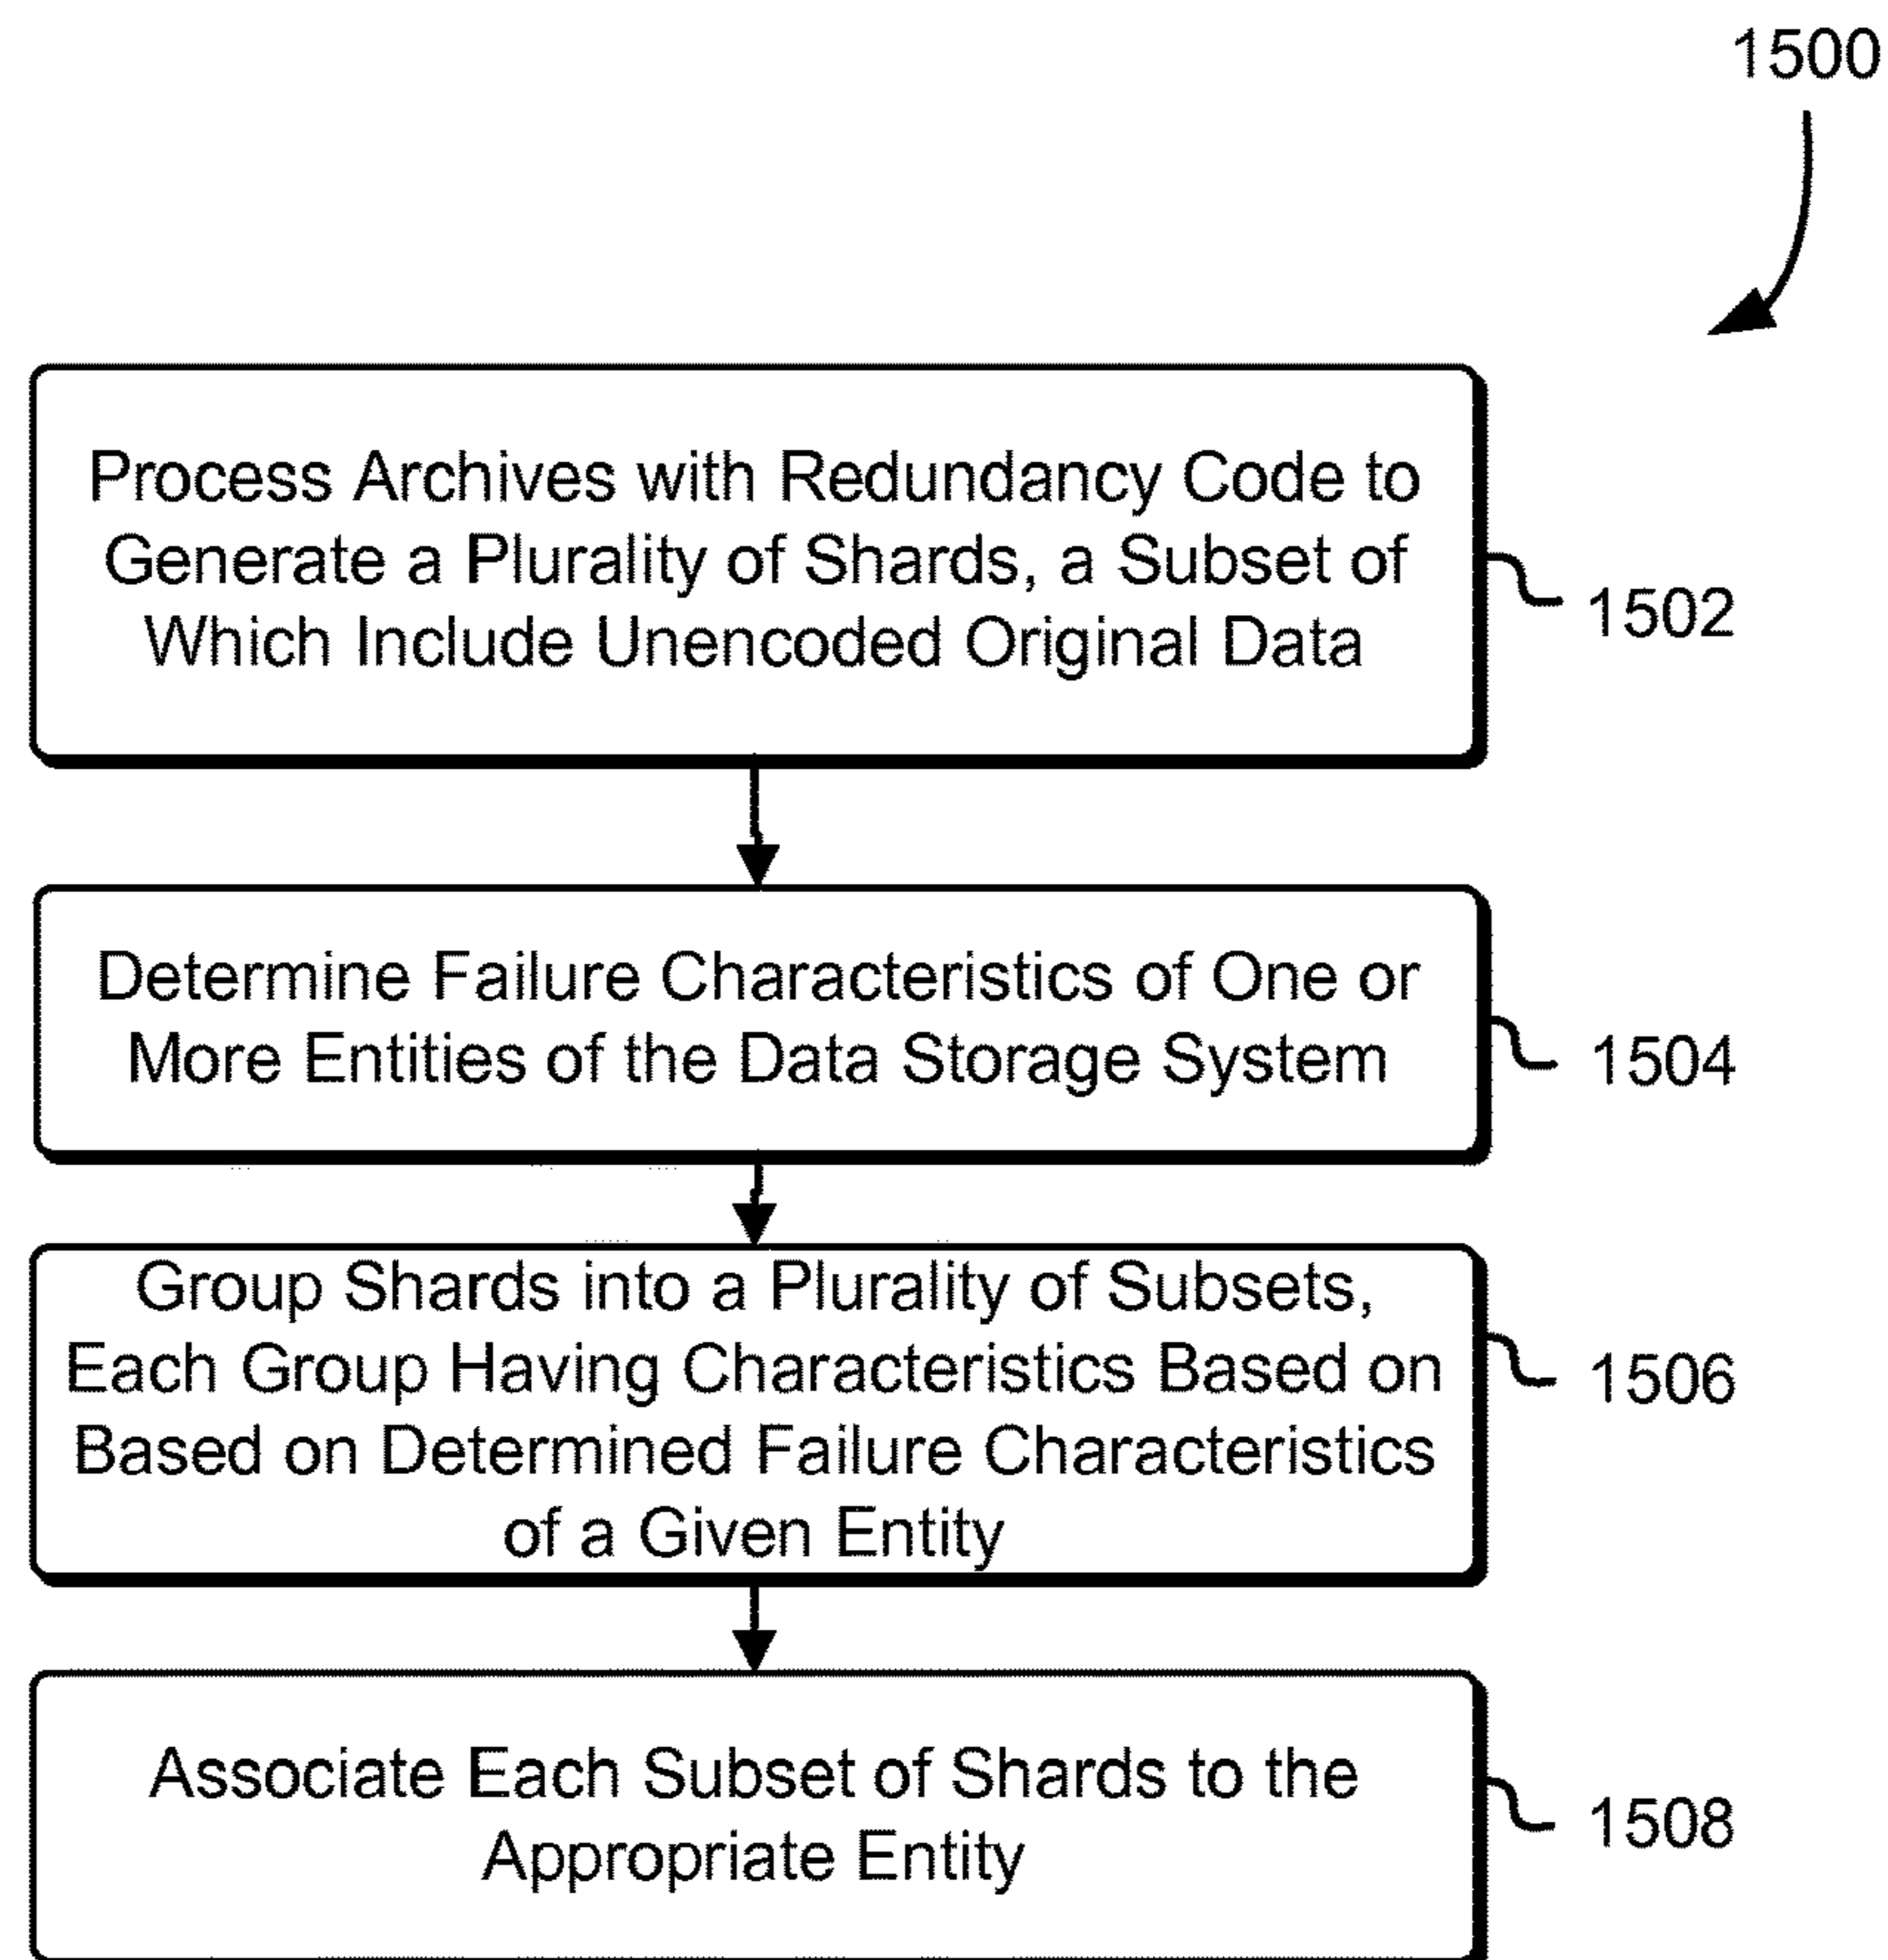 1500
Process Archives with Redundancy Code to
Generate a Plurality of Shards, a Subset of
Which Include Unencoded Original Data
1502
Determine Failure Characteristics of One or
More Entities of the Data Storage System
1504
Group Shards into a Plurality of Subsets,
Each Group Having Characteristics Based on
Based on Determined Failure Characteristics
of a Given Entity
1506
Associate Each Subset of Shards to the
Appropriate Entity
1508